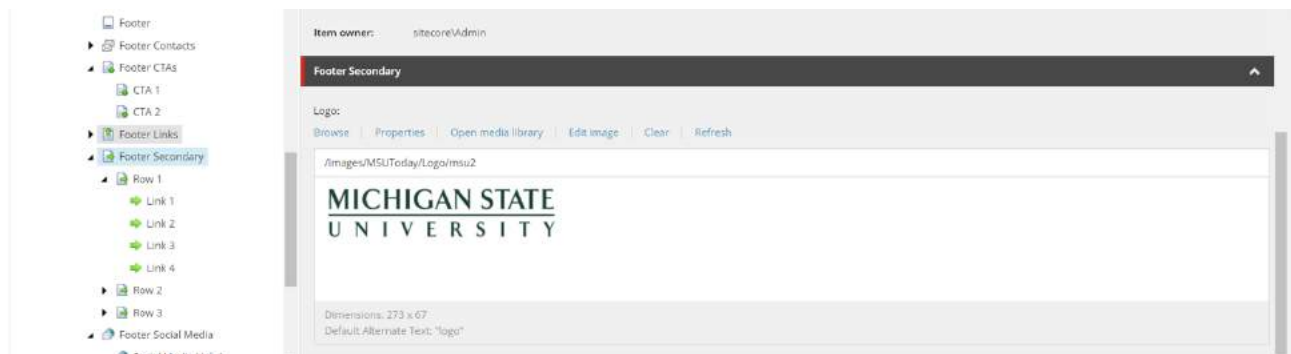 Footer
Footer Contacts
Footer CTAs
CTA 1
CTA 2
Footer Links
Footer Secondary
Row 1
Link 1
Link 2
Link 3
Link 4
Row 2
Row 3
Footer Social Media
Item owner: sitecore\Admin
Footer Secondary
Logo:
Browse Properties Open media library Edit image Clear Refresh
/Images/MSUToday/Logo/msu2
MICHIGAN STATE
UNIVERSITY
Dimensions: 273 x 67
Default Alternate Text: "logo"